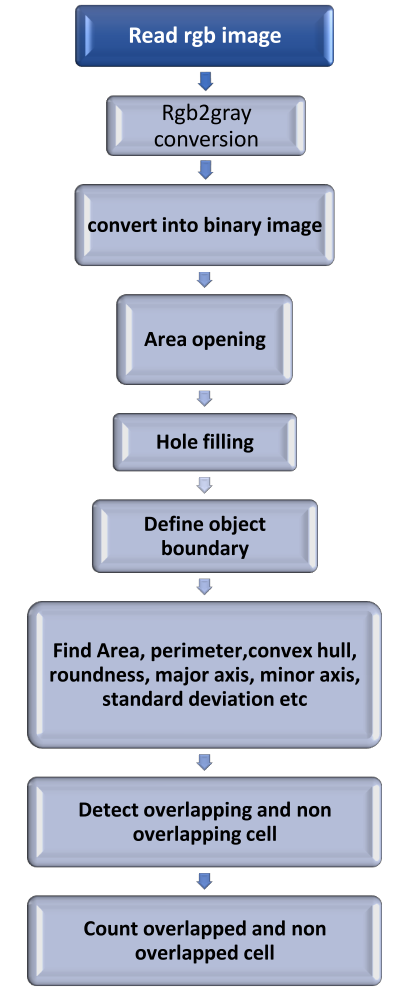 Read rgb image
Rgb2gray
conversion
convert into binary image
Area opening
Hole filling
Define object
boundary
Find Area, perimeter,convex hull,
roundness, major axis, minor axis,
standard deviation etc
Detect overlapping and non
overlapping cell
Count overlapped and non
overlapped cell